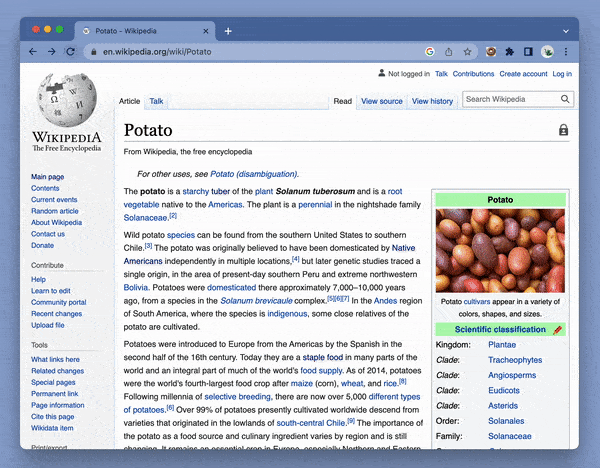 Potato - Wikipedia
en.wikipedia.org/wiki/Potato
Not logged in Talk Contributions Create account Log in
Article Talk
Read View source View history
Search Wikipedia
WIKIPEDIA
The Free Encyclopedia
Main page
Contents
Current events
Random article
About Wikipedia
Contact us
Donate
Contribute
Help
Learn to edit
Community portal
Recent changes
Upload file
Tools
What links here
Related changes
Special pages
Permanent link
Page information
Cite this page
Wikidata item
Print/export
Potato
From Wikipedia, the free encyclopedia
For other uses, see Potato (disambiguation).
The potato is a starchy tuber of the plant Solanum tuberosum and is a root
vegetable native to the Americas. The plant is a perennial in the nightshade family
Solanaceae.[2]
Wild potato species can be found from the southern United States to southern
Chile.[3] The potato was originally believed to have been domesticated by Native
Americans independently in multiple locations,[4] but later genetic studies traced a
single origin, in the area of present-day southern Peru and extreme northwestern
Bolivia. Potatoes were domesticated there approximately 7,000–10,000 years
ago, from a species in the Solanum brevicaule complex.[5][6][7] In the Andes region
of South America, where the species is indigenous, some close relatives of the
potato are cultivated.
Potatoes were introduced to Europe from the Americas by the Spanish in the
second half of the 16th century. Today they are a staple food in many parts of the
world and an integral part of much of the world's food supply. As of 2014, potatoes
were the world's fourth-largest food crop after maize (corn), wheat, and rice.[8]
Following millennia of selective breeding, there are now over 5,000 different types
of potatoes.[6] Over 99% of potatoes presently cultivated worldwide descend from
varieties that originated in the lowlands of south-central Chile.[9] The importance of
the potato as a food source and culinary ingredient varies by region and is still
changing. It remains an essential crop in Europe, especially Northern and Eastern
Potato
Potato cultivars appear in a variety of
colors, shapes, and sizes.
Scientific classification
Kingdom: Plantae
Clade: Tracheophytes
Clade: Angiosperms
Clade: Eudicots
Clade: Asterids
Order: Solanales
Family: Solanaceae